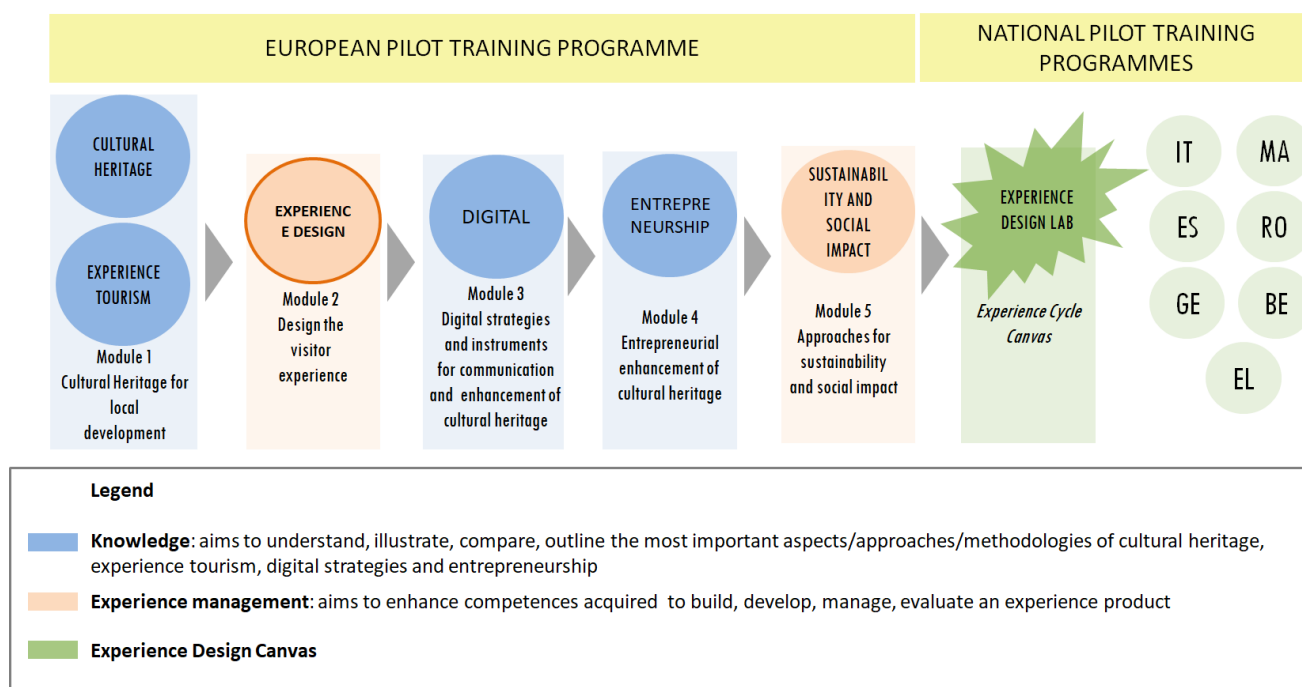 EUROPEAN PILOT TRAINING PROGRAMME
NATIONAL PILOT TRAINING
PROGRAMMES
CULTURAL
HERITAGE
EXPERIENCE
TOURISM
Module 1
Cultural Heritage for
local
development
EXPERIENC
E DESIGN
Module 2
Design the
visitor
experience
DIGITAL
Module 3
Digital strategies
and instruments
for communication
and enhancement of
cultural heritage
ENTREPRE
NEURSHIP
Module 4
Entrepreneurial
enhancement of
cultural heritage
SUSTAINABIL
ITY AND
SOCIAL
IMPACT
Module 5
Approaches for
sustainability
and social impact
EXPERIENCE
DESIGN LAB
Experience Cycle
Canvas
IT
MA
ES
RO
GE
BE
EL
Legend
Knowledge: aims to understand, illustrate, compare, outline the most important aspects/approaches/methodologies of cultural heritage,
experience tourism, digital strategies and entrepreneurship
Experience management: aims to enhance competences acquired to build, develop, manage, evaluate an experience product
Experience Design Canvas